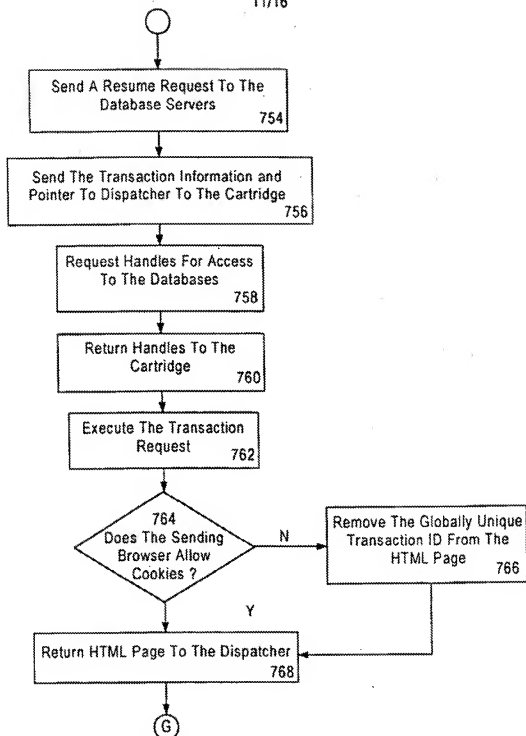 11/16
Send A Resume Request To The
Database Servers
754
Send The Transaction Information and
Pointer To Dispatcher To The Cartridge
756
Request Handles For Access
To The Databases
758
Return Handles To The
Cartridge
760
Execute The Transaction
Request
762
764
Does The Sending
Browser Allow
Cookies ?
N
Remove The Globally Unique
Transaction ID From The
HTML Page
766
Y
Return HTML Page To The Dispatcher
768
G